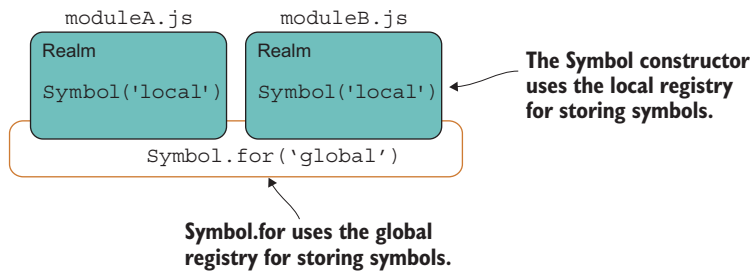 moduleA.js
moduleB.js
Realm
Symbol('local')
Realm
Symbol('local')
The Symbol constructor
uses the local registry
for storing symbols.
Symbol.for(‘global’)
Symbol.for uses the global
registry for storing symbols.